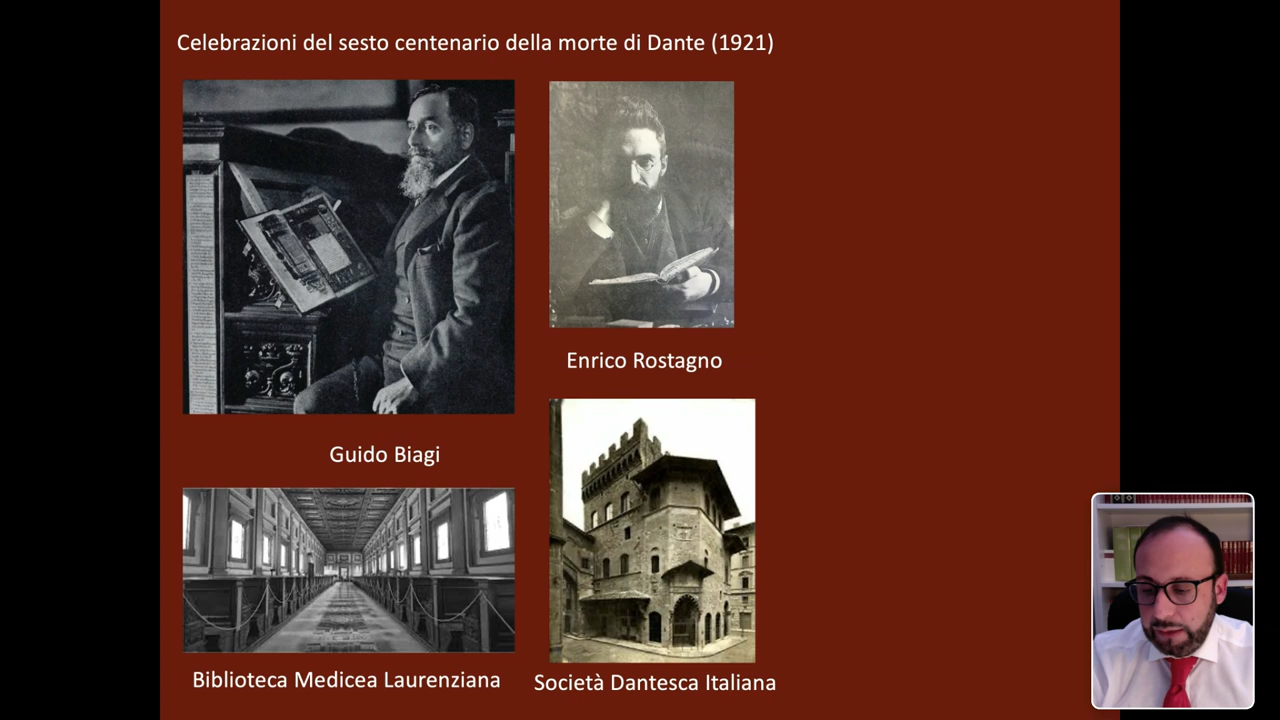 Celebrazioni del sesto centenario della morte di Dante (1921)
Enrico Rostagno
Guido Biagi
Biblioteca Medicea Laurenziana
Società Dantesca Italiana